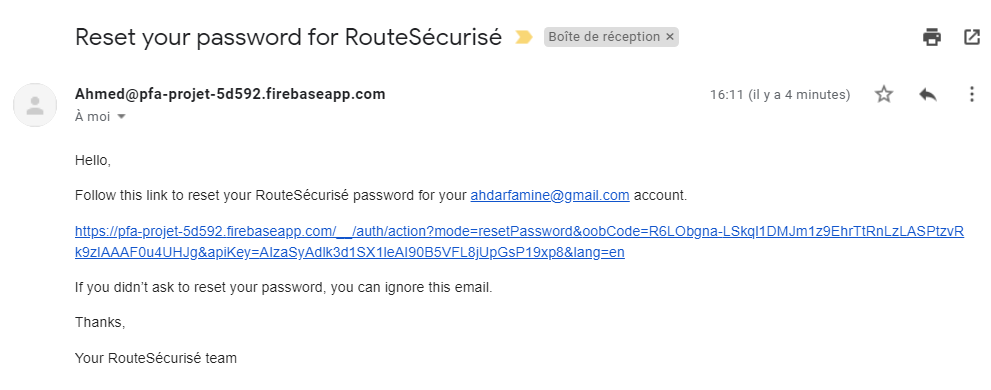 Reset your password for RouteSécurisé
Boîte de réception ×
Ahmed@pfa-projet-5d592.firebaseapp.com
16:11 (il y a 4 minutes)
À moi
Hello,
Follow this link to reset your RouteSécurisé password for your ahdarfamine@gmail.com account.
https://pfa-projet-5d592.firebaseapp.com/__/auth/action?mode=resetPassword&oobCode=R6LObgna-LSkqI1DMJm1z9EhrTtRnLzLASPtzvR
k9zIAAAF0u4UHJg&apiKey=AIzaSyAdlk3d1SX1leAI90B5VFL8jUpGsP19xp8&lang=en
If you didn't ask to reset your password, you can ignore this email.
Thanks,
Your RouteSécurisé team